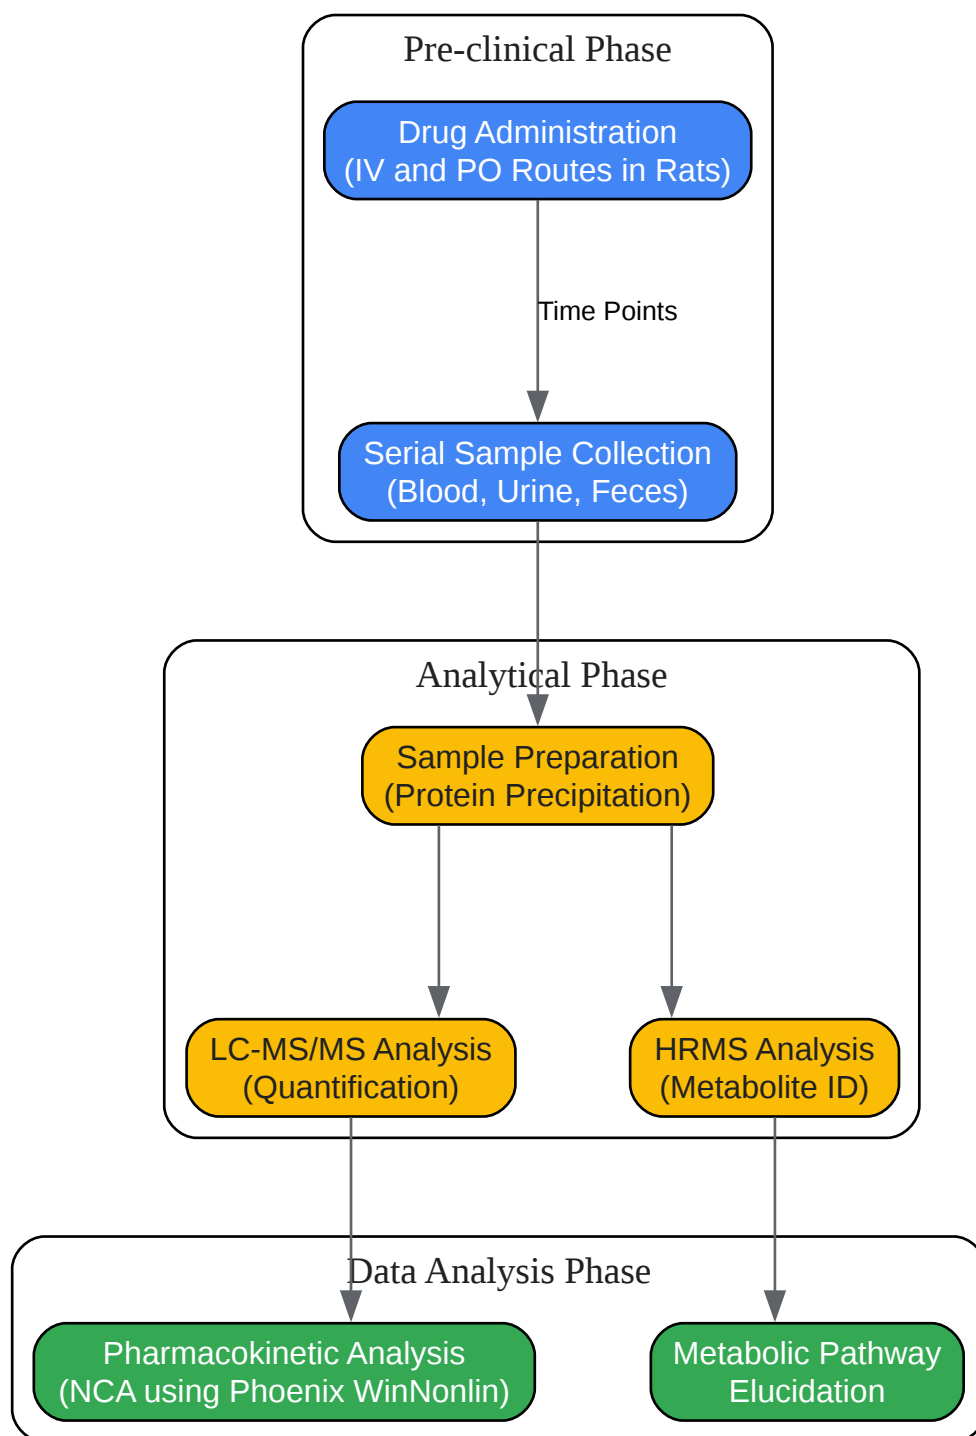 Pre-clinical Phase
Drug Administration
(IV and PO Routes in Rats)
Time Points
Serial Sample Collection
(Blood, Urine, Feces)
Analytical Phase
Sample Preparation
(Protein Precipitation)
LC-MS/MS Analysis
(Quantification)
HRMS Analysis
(Metabolite ID)
Data Analysis Phase
Pharmacokinetic Analysis
(NCA using Phoenix WinNonlin)
Metabolic Pathway
Elucidation